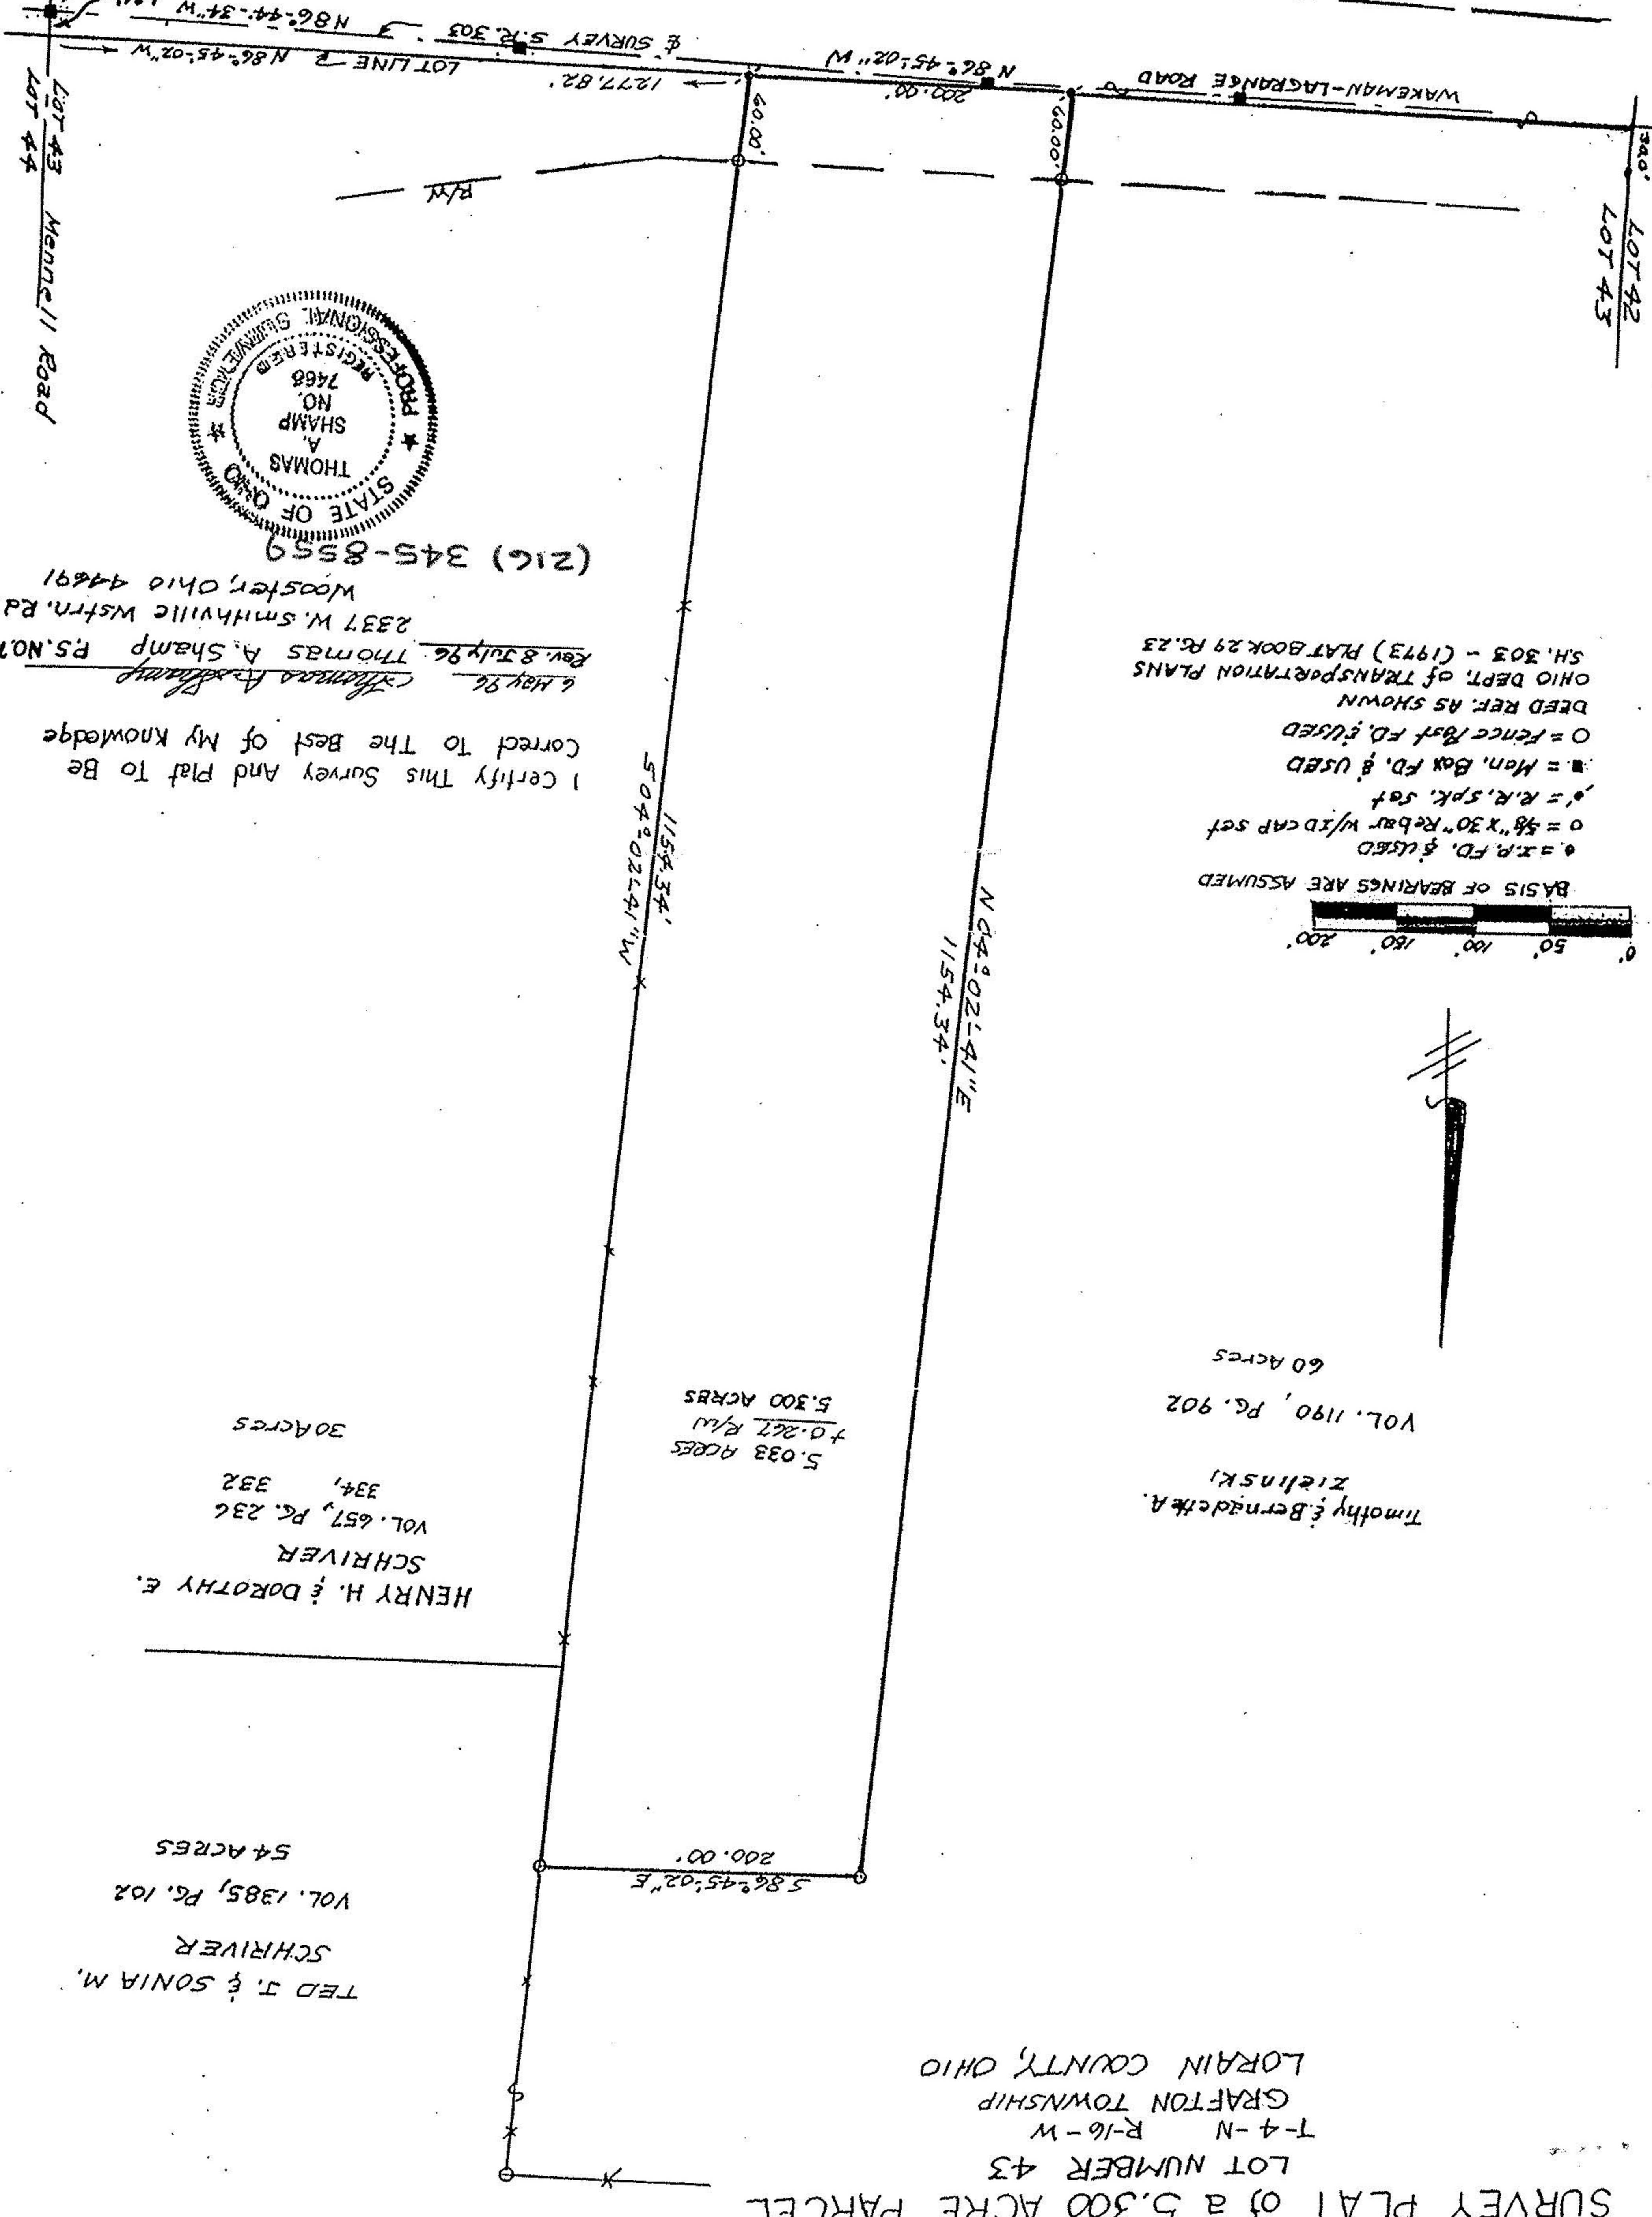 SURVEY PLAT of a 5.300 ACRE PARCEL
LOT NUMBER 43
T-4-N R-16-W
GRAFTON TOWNSHIP
LORAIN COUNTY, OHIO
TED J. & SONIA M.
SCHRIVER
VOL. 1385, PG. 102
54 ACRES
S 86°-45'-02" E
200.00'
HENRY H. & DOROTHY E.
SCHRIVER
VOL. 657, PG. 236
334, 332
30 Acres
Timothy & Bernadette A.
Zielinski
VOL. 1190, PG. 902
60 Acres
5.033 ACRES
+ 0.267 R/W
5.300 ACRES
N 04°-02'-41" E
1154.34'
1154.34'
S 04°-02'-41" W
0' 50' 100' 150' 200'
BASIS OF BEARINGS ARE ASSUMED
= I.P. FD. & USED
O = 5/8" x 30" Rebar w/ID CAP set
= R.R. Spk. set
= Mon. Box FD. & USED
O = Fence Post FD. & USED
DEED REF. AS SHOWN
OHIO DEPT. of TRANSPORTATION PLANS
S.H. 303 - (1973) PLAT BOOK 29 PG. 23
I Certify This Survey And Plat To Be
Correct To The Best Of My Knowledge
6 May 96 Thomas A. Shamp
Rev. 8 July 96 Thomas A. Shamp P.S. NO.
2337 W. Smithville Wstrn. Rd
Wooster, Ohio 44691
(216) 345-8559
STATE OF OHIO
THOMAS
A.
SHAMP
NO.
7468
REGISTERED
PROFESSIONAL SURVEYOR
LOT 42
LOT 43
LOT 43 Mennell Road
LOT 44
R/W
60.00'
60.00'
WAKEMAN-LAGRANGE ROAD
200.00'
N 86°-45'-02" W
1277.82'
LOT LINE N 86°-45'-02" W
℄ SURVEY S.R. 303 N 86°-44'-34" W